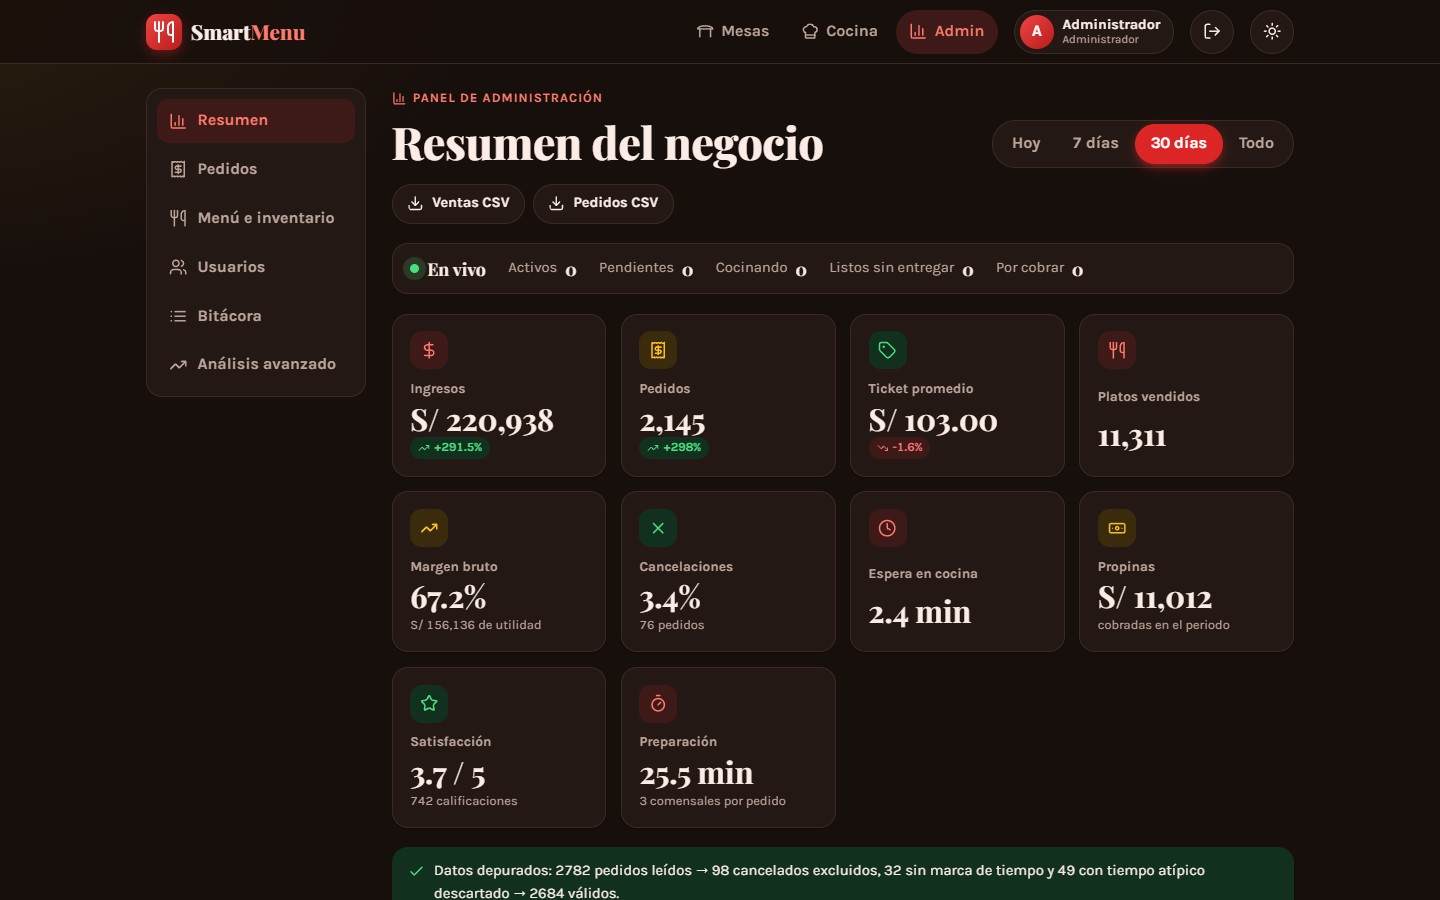 SmartMenu
Mesas
Cocina
Admin
A
Administrador
Administrador
Resumen
Pedidos
Menú e inventario
Usuarios
Bitácora
Análisis avanzado
PANEL DE ADMINISTRACIÓN
Resumen del negocio
Hoy
7 días
30 días
Todo
Ventas CSV
Pedidos CSV
En vivo
Activos 0
Pendientes 0
Cocinando 0
Listos sin entregar 0
Por cobrar 0
Ingresos
S/ 220,938
+291.5%
Pedidos
2,145
+298%
Ticket promedio
S/ 103.00
-1.6%
Platos vendidos
11,311
Margen bruto
67.2%
S/ 156,136 de utilidad
Cancelaciones
3.4%
76 pedidos
Espera en cocina
2.4 min
Propinas
S/ 11,012
cobradas en el periodo
Satisfacción
3.7 / 5
742 calificaciones
Preparación
25.5 min
3 comensales por pedido
Datos depurados: 2782 pedidos leídos → 98 cancelados excluidos, 32 sin marca de tiempo y 49 con tiempo atípico
descartado → 2684 válidos.